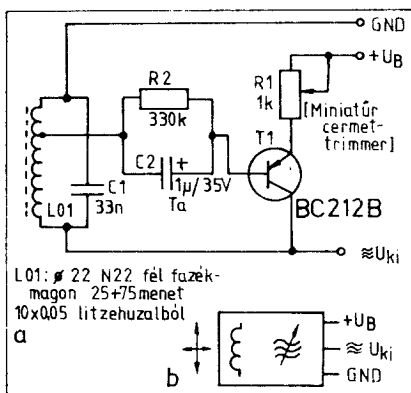 GND
+UB
R2
330k
C2
+
1µ/35V
Ta
C1
33n
L01
R1
1k
[Miniatűr
cermet-
trimmer]
T1
BC212B
≈Uki
L01: ø 22 N22 fél fazék-
magon 25+75menet
10x0,05 litzehuzalból
a
b
+UB
≈Uki
GND